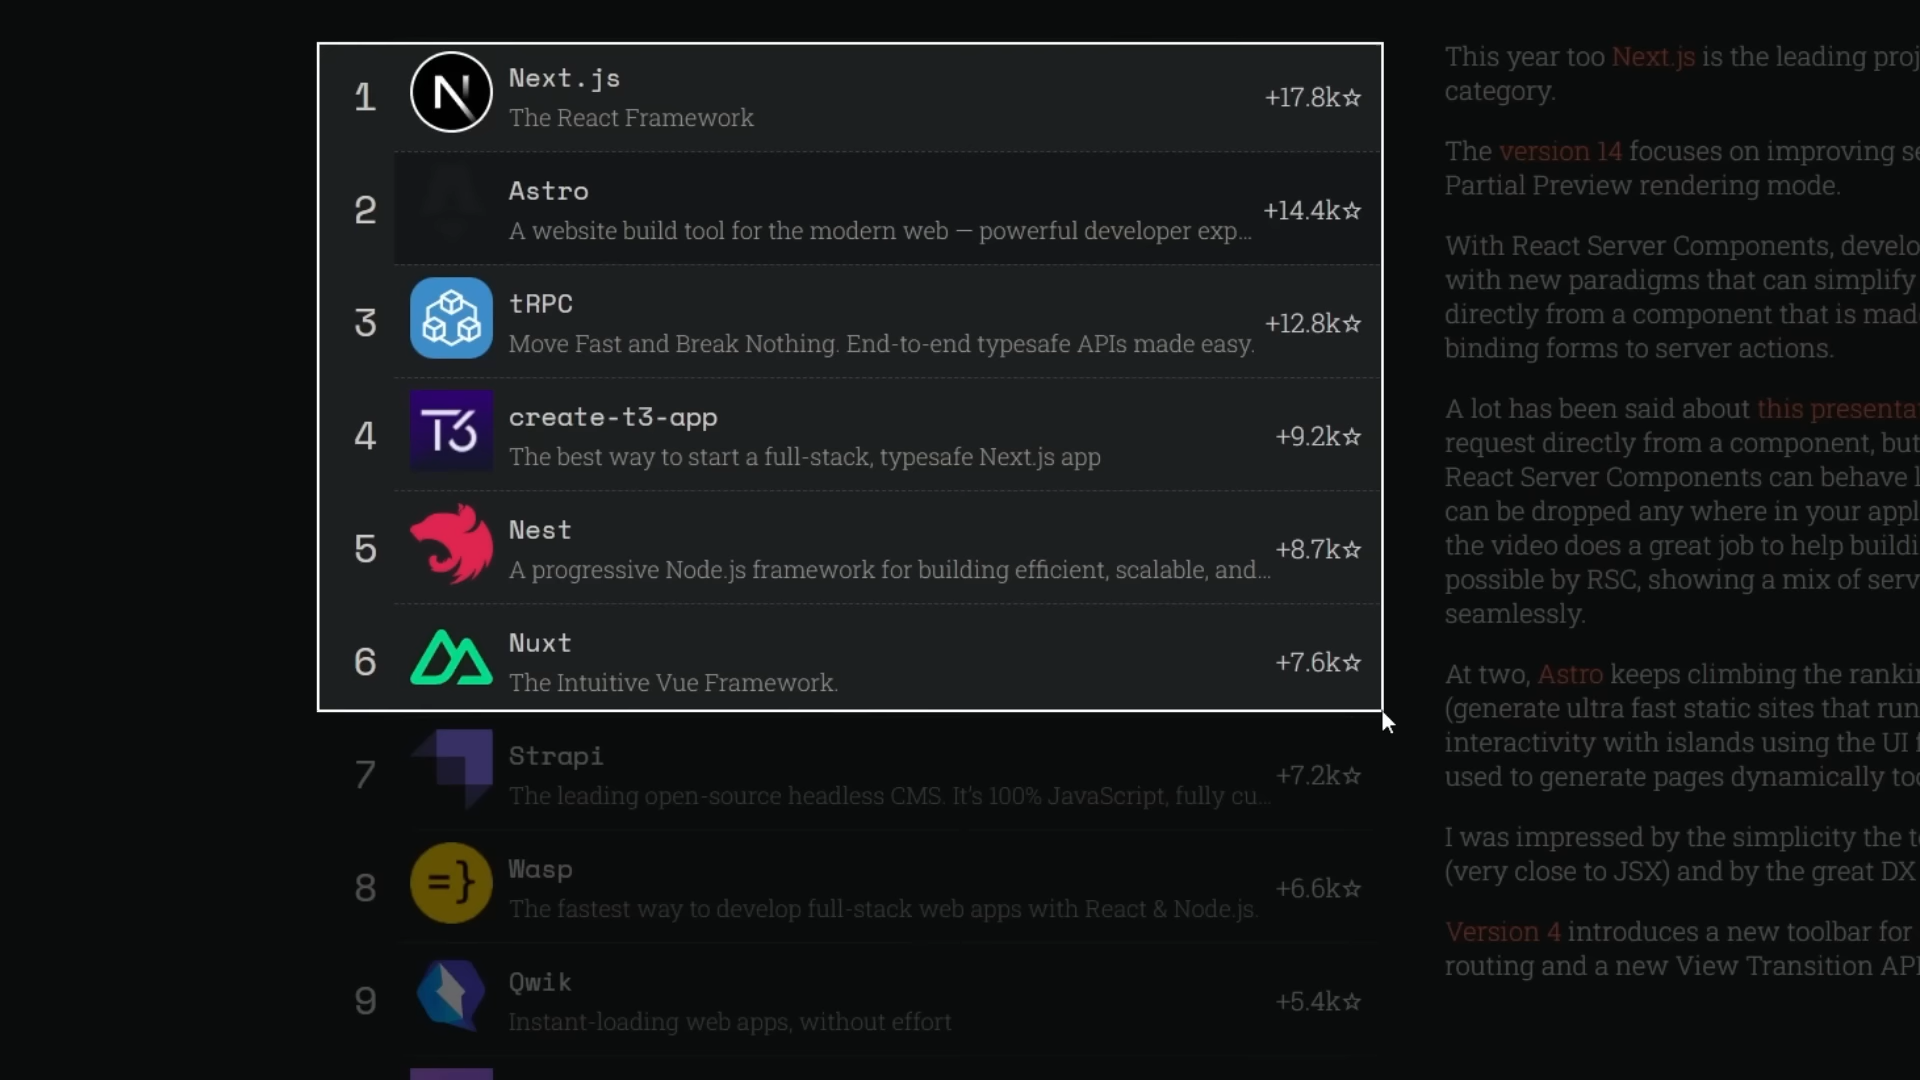 1
Next.js
The React Framework
+17.8k☆
2
Astro
A website build tool for the modern web — powerful developer exp…
+14.4k☆
3
tRPC
Move Fast and Break Nothing. End-to-end typesafe APIs made easy.
+12.8k☆
4
T3
create-t3-app
The best way to start a full-stack, typesafe Next.js app
+9.2k☆
5
Nest
A progressive Node.js framework for building efficient, scalable, and…
+8.7k☆
6
Nuxt
The Intuitive Vue Framework.
+7.6k☆
7
Strapi
The leading open-source headless CMS. It's 100% JavaScript, fully cu…
+7.2k☆
8
=}
Wasp
The fastest way to develop full-stack web apps with React & Node.js.
+6.6k☆
9
Qwik
Instant-loading web apps, without effort
+5.4k☆
This year too Next.js is the leading proj
category.
The version 14 focuses on improving se
Partial Preview rendering mode.
With React Server Components, develo
with new paradigms that can simplify
directly from a component that is mad
binding forms to server actions.
A lot has been said about this presenta
request directly from a component, but
React Server Components can behave l
can be dropped any where in your appl
the video does a great job to help buildi
possible by RSC, showing a mix of serv
seamlessly.
At two, Astro keeps climbing the rankin
(generate ultra fast static sites that run
interactivity with islands using the UI f
used to generate pages dynamically too
I was impressed by the simplicity the te
(very close to JSX) and by the great DX
Version 4 introduces a new toolbar for
routing and a new View Transition API